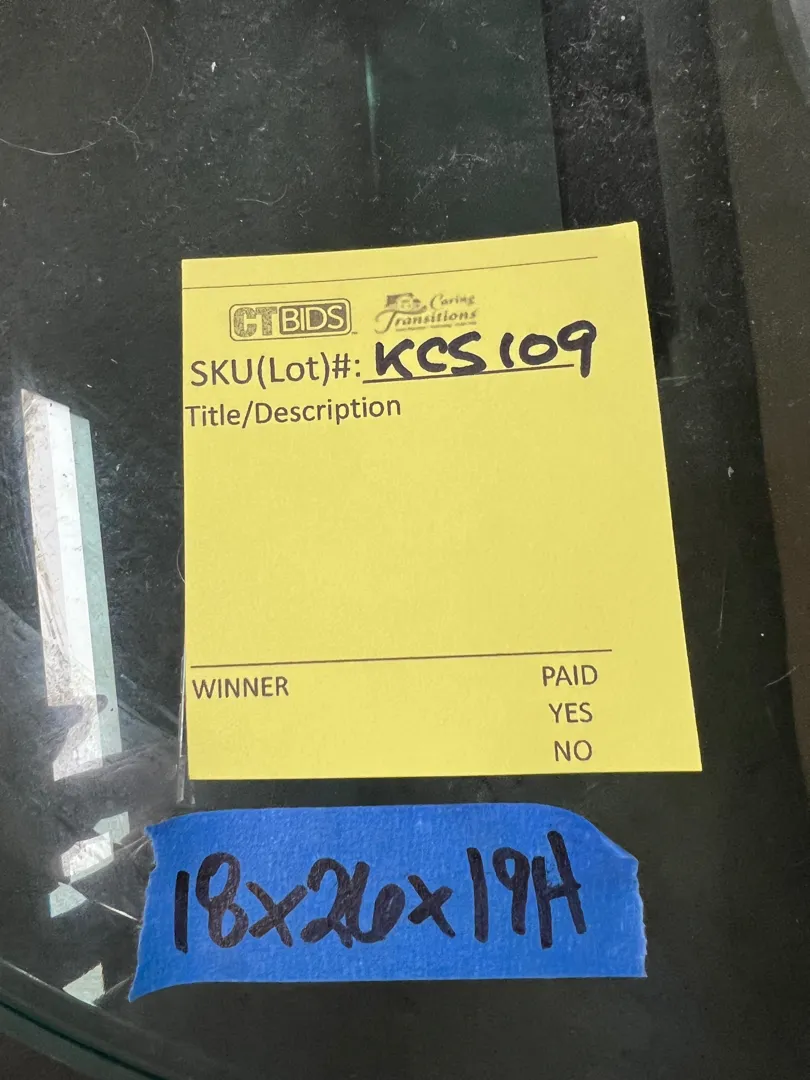 CTBIDS
Caring
Transitions
SKU(Lot)#: KCS109
Title/Description
WINNER PAID
YES
NO
18x26x19H